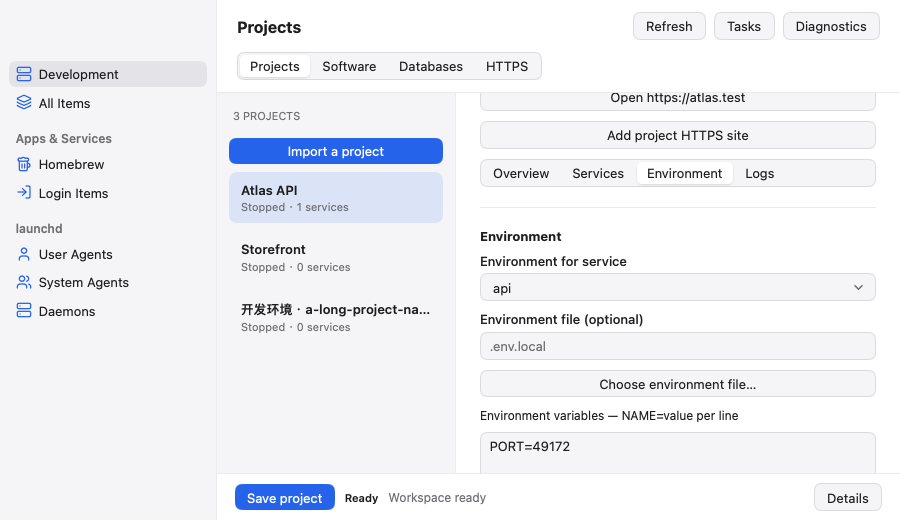 Projects
Refresh
Tasks
Diagnostics
Projects
Software
Databases
HTTPS
Development
All Items
Apps & Services
Homebrew
Login Items
launchd
User Agents
System Agents
Daemons
3 PROJECTS
Import a project
Atlas API
Stopped · 1 services
Storefront
Stopped · 0 services
开发环境 · a-long-project-na...
Stopped · 0 services
Open https://atlas.test
Add project HTTPS site
Overview
Services
Environment
Logs
Environment
Environment for service
api
Environment file (optional)
.env.local
Choose environment file...
Environment variables — NAME=value per line
PORT=49172
Save project
Ready
Workspace ready
Details